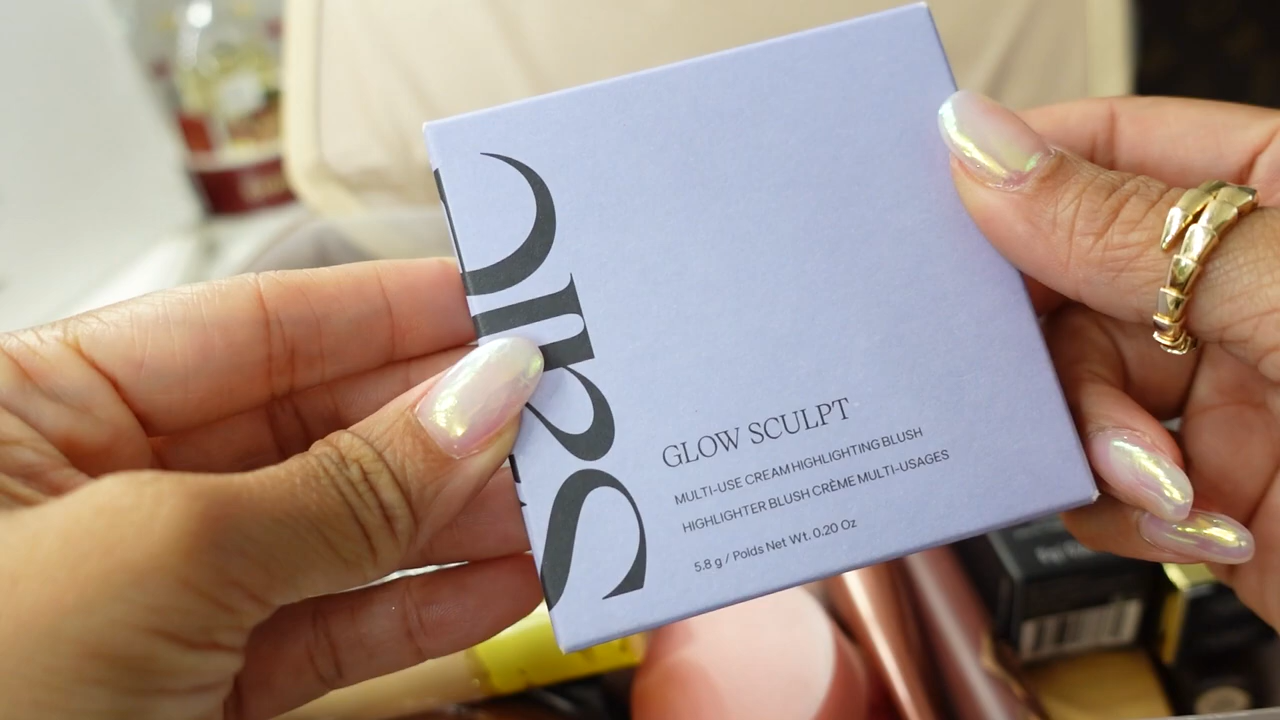 GLOW SCULPT
MULTI-USE CREAM HIGHLIGHTING BLUSH
HIGHLIGHTER BLUSH CRÈME MULTI-USAGES
5.8 g / Poids Net Wt. 0.20 Oz